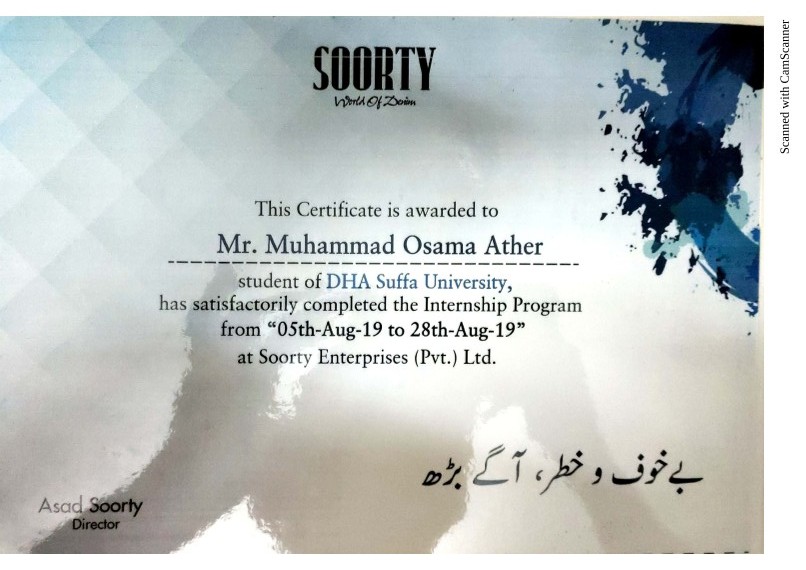 SOORTY
World Of Denim
This Certificate is awarded to
Mr. Muhammad Osama Ather
student of DHA Suffa University,
has satisfactorily completed the Internship Program
from “05th-Aug-19 to 28th-Aug-19”
at Soorty Enterprises (Pvt.) Ltd.
بے خوف و خطر، آگے بڑھ
Asad Soorty
Director
Scanned with CamScanner